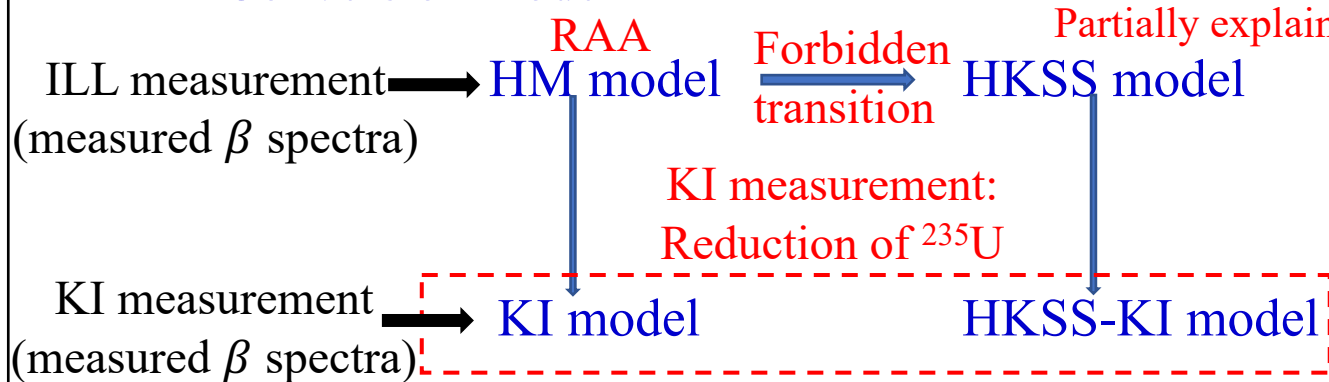 RAA
Forbidden
Partially explain
ILL measurement
HM model
HKSS model
transition
(measured β spectra)
KI measurement:
Reduction of ²³⁵U
KI measurement
KI model
HKSS-KI model
(measured β spectra)